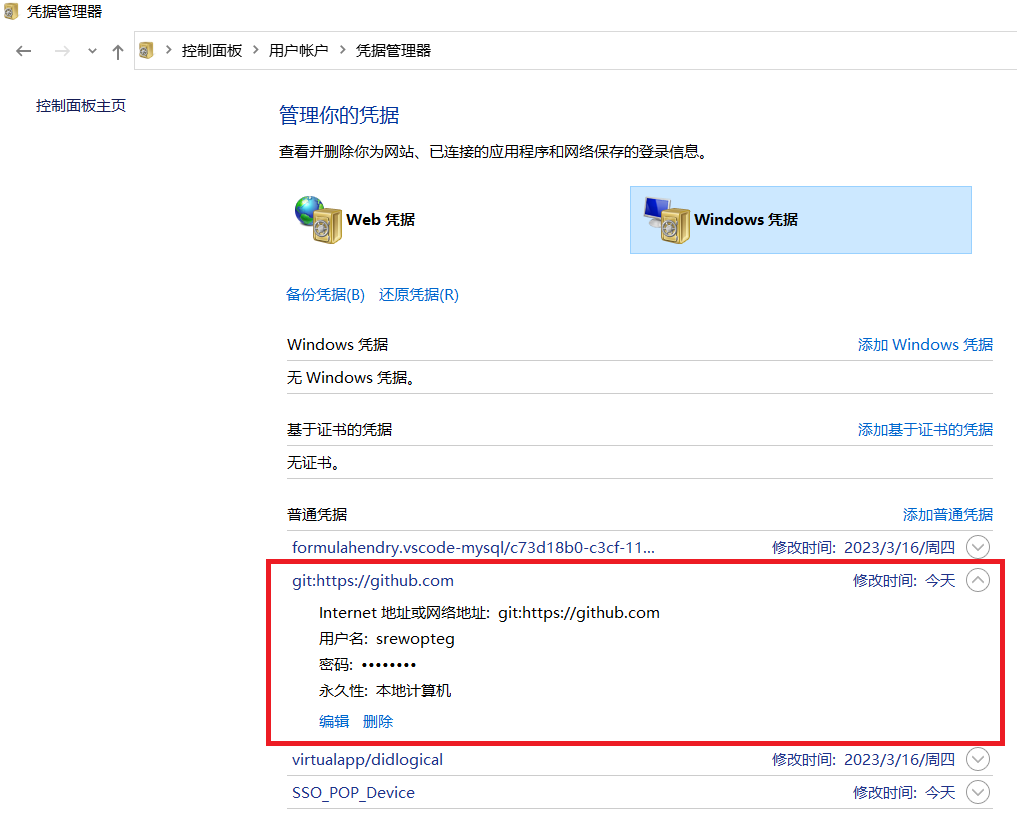 凭据管理器
控制面板 用户帐户 凭据管理器
控制面板主页
管理你的凭据
查看并删除你为网站、已连接的应用程序和网络保存的登录信息。
Web 凭据
Windows 凭据
备份凭据(B) 还原凭据(R)
Windows 凭据 添加 Windows 凭据
无 Windows 凭据。
基于证书的凭据 添加基于证书的凭据
无证书。
普通凭据 添加普通凭据
formulahendry.vscode-mysql/c73d18b0-c3cf-11... 修改时间: 2023/3/16/周四
git:https://github.com 修改时间: 今天
Internet 地址或网络地址: git:https://github.com
用户名: srewopteg
密码: ••••••••
永久性: 本地计算机
编辑 删除
virtualapp/didlogical 修改时间: 2023/3/16/周四
SSO_POP_Device 修改时间: 今天